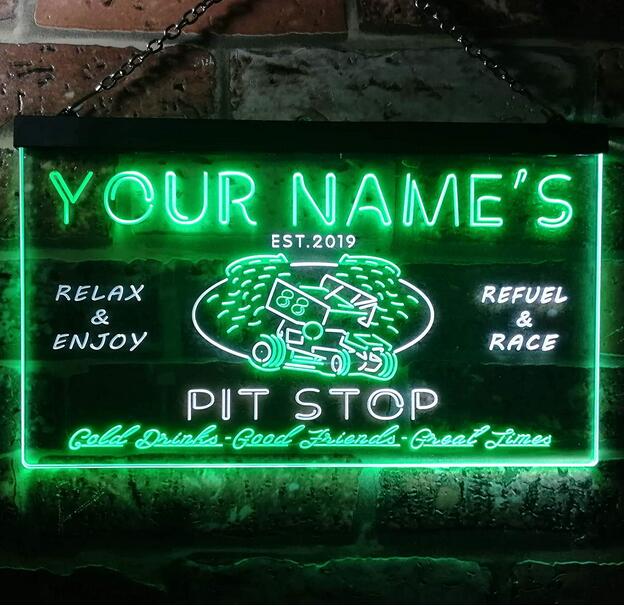 YOUR NAME'S
EST.2019
RELAX
&
ENJOY
88
REFUEL
&
RACE
PIT STOP
Cold Drinks - Good Friends - Great Times